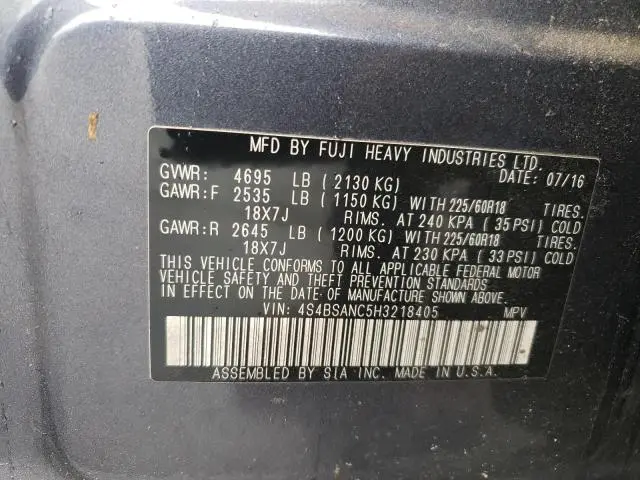 MFD BY FUJI HEAVY INDUSTRIES LTD.
GVWR: 4695 LB (2130 KG) DATE: 07/16
GAWR:F 2535 LB (1150 KG) WITH 225/60R18 TIRES.
18X7J RIMS. AT 240 KPA (35 PSI) COLD
GAWR:R 2645 LB (1200 KG) WITH 225/60R18 TIRES.
18X7J RIMS. AT 230 KPA (33 PSI) COLD
THIS VEHICLE CONFORMS TO ALL APPLICABLE FEDERAL MOTOR
VEHICLE SAFETY AND THEFT PREVENTION STANDARDS
IN EFFECT ON THE DATE OF MANUFACTURE SHOWN ABOVE.
VIN: 4S4BSANC5H3218405 MPV
ASSEMBLED BY SIA INC. MADE IN U.S.A.